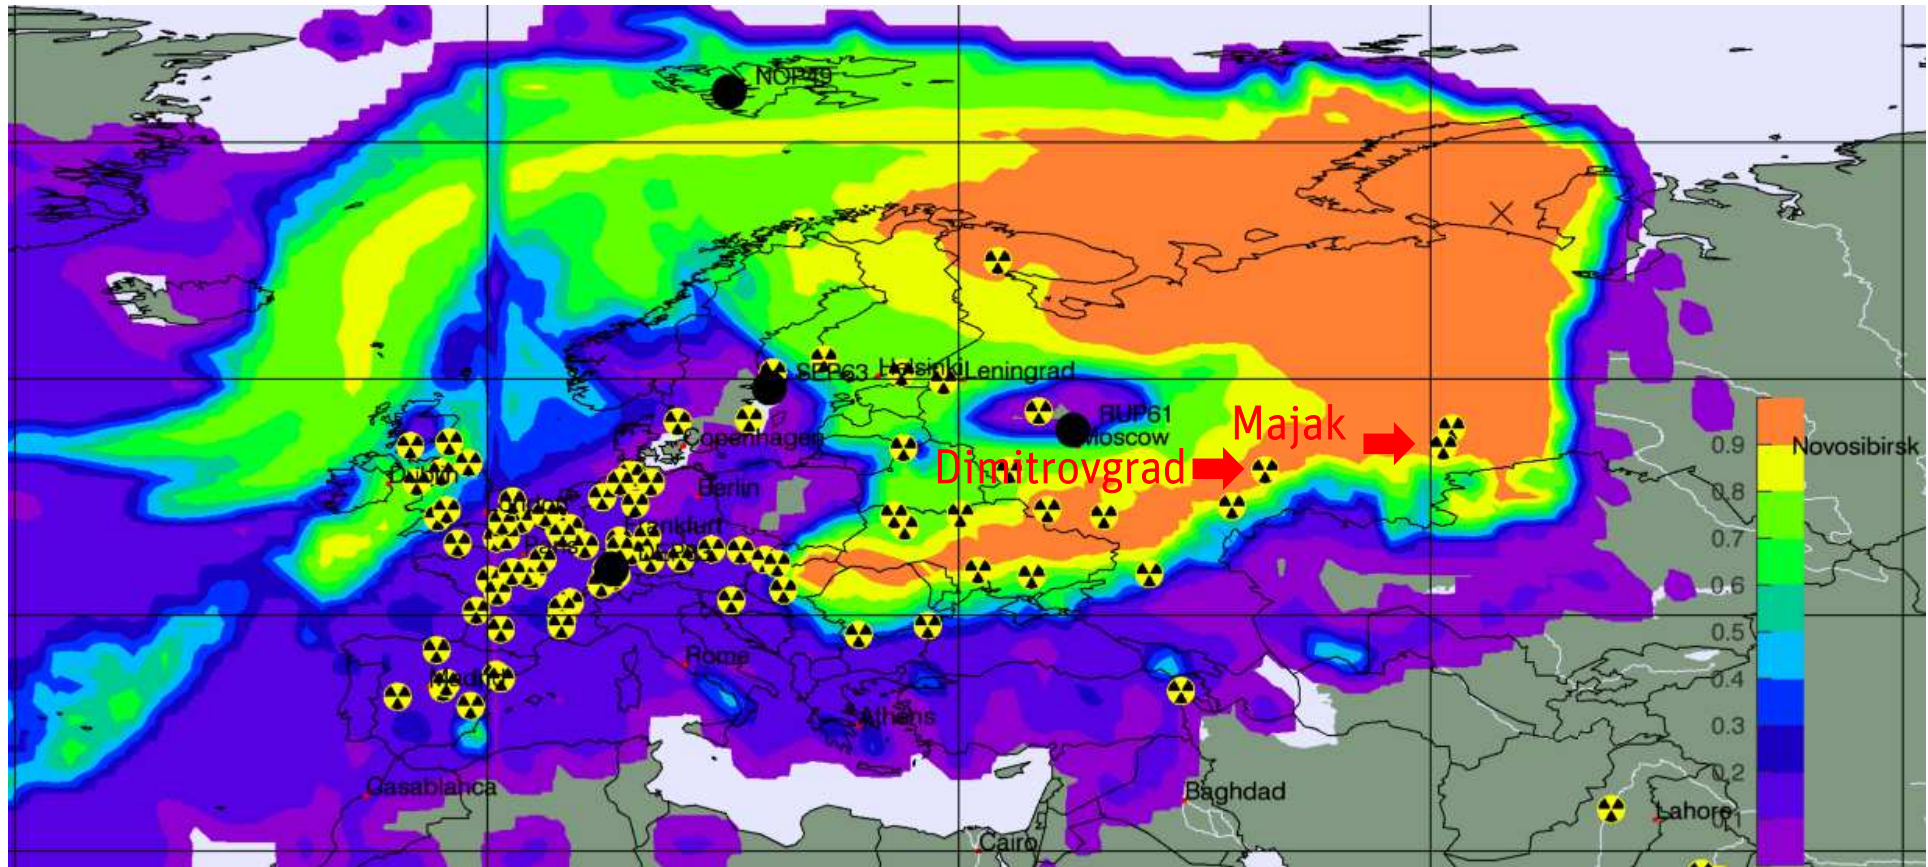 NOP49
SEP63
Helsinki
Leningrad
RUP61
Moscow
Majak
Dimitrovgrad
Novosibirsk
Copenhagen
Dublin
Berlin
London
Frankfurt
Paris
Rome
Madrid
Athens
Casablanca
Baghdad
Lahore
Cairo
0.9
0.8
0.7
0.6
0.5
0.4
0.3
0.2
0.1